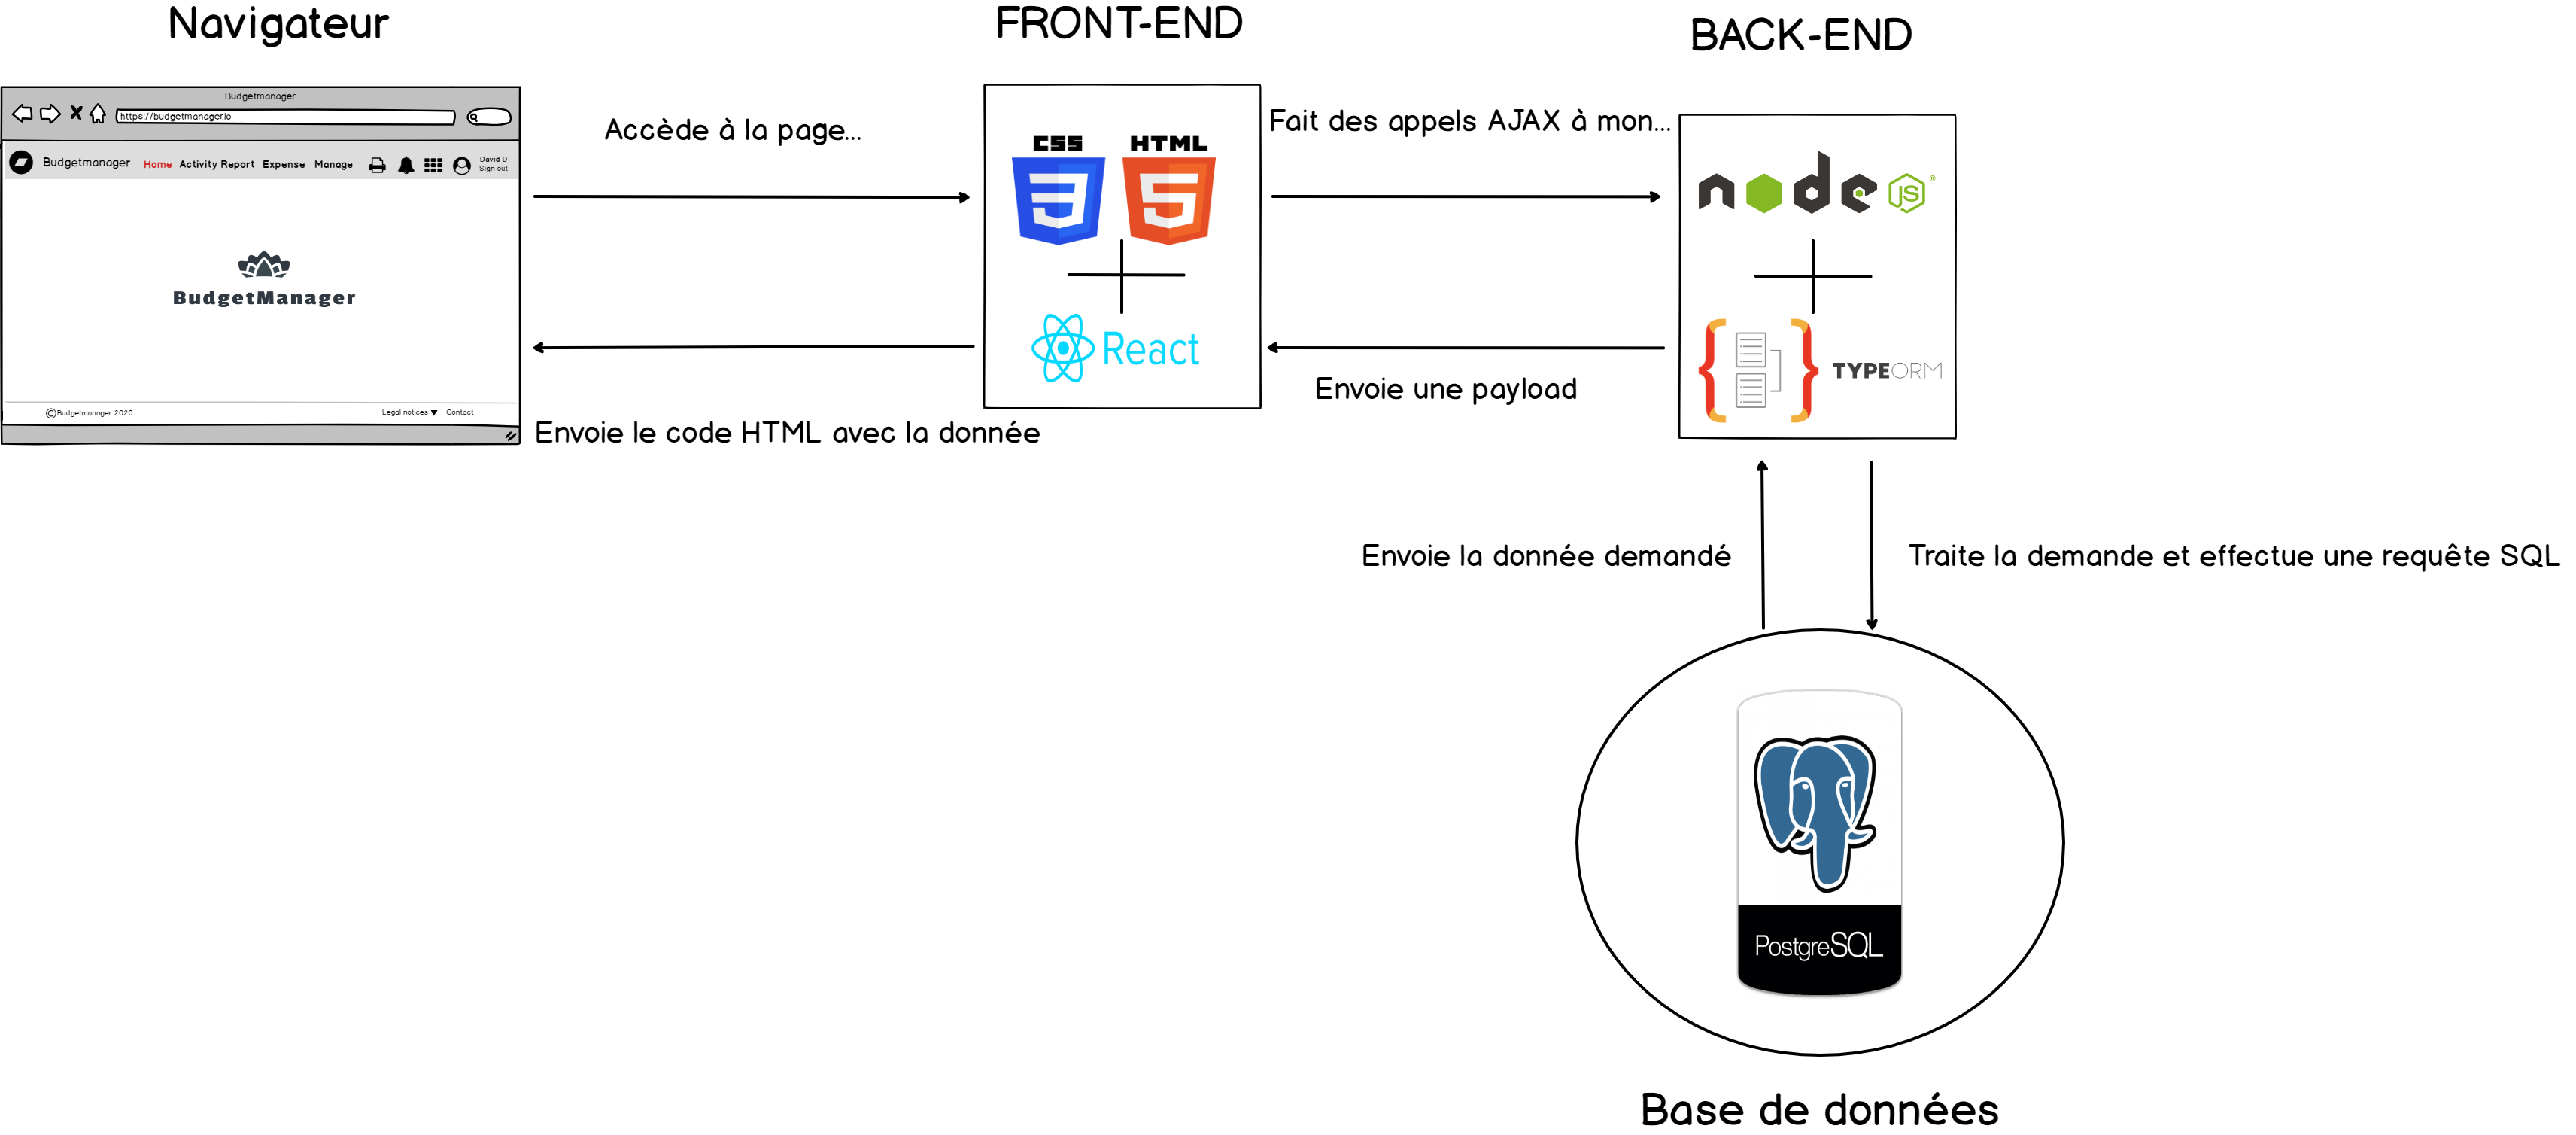 Navigateur
FRONT-END
BACK-END
Budgetmanager
https://budgetmanager.io
Budgetmanager Home Activity Report Expense Manage David D
Sign out
BudgetManager
©Budgetmanager 2020 Legal notices ▼ Contact
Accède à la page...
Envoie le code HTML avec la donnée
CSS HTML
React
Fait des appels AJAX à mon...
Envoie une payload
node JS ®
TYPEORM
Envoie la donnée demandé
Traite la demande et effectue une requête SQL
PostgreSQL
Base de données